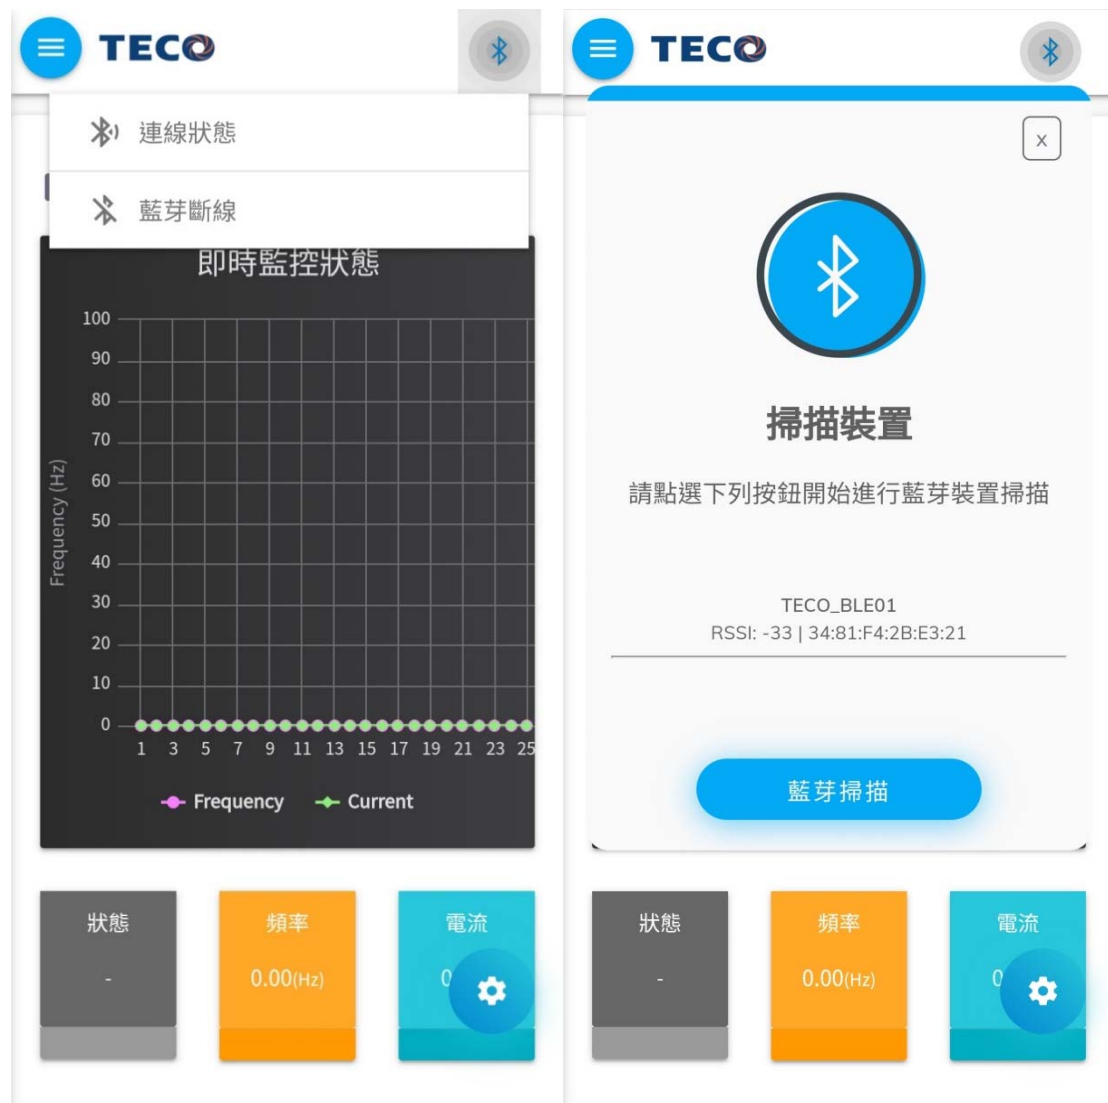 TECO
連線狀態
藍芽斷線
即時監控狀態
Frequency (Hz)
100
90
80
70
60
50
40
30
20
10
0
1 3 5 7 9 11 13 15 17 19 21 23 25
Frequency Current
狀態 頻率 電流
- 0.00(Hz) 0
TECO
x
掃描裝置
請點選下列按鈕開始進行藍芽裝置掃描
TECO_BLE01
RSSI: -33 | 34:81:F4:2B:E3:21
藍芽掃描
狀態 頻率 電流
- 0.00(Hz) 0